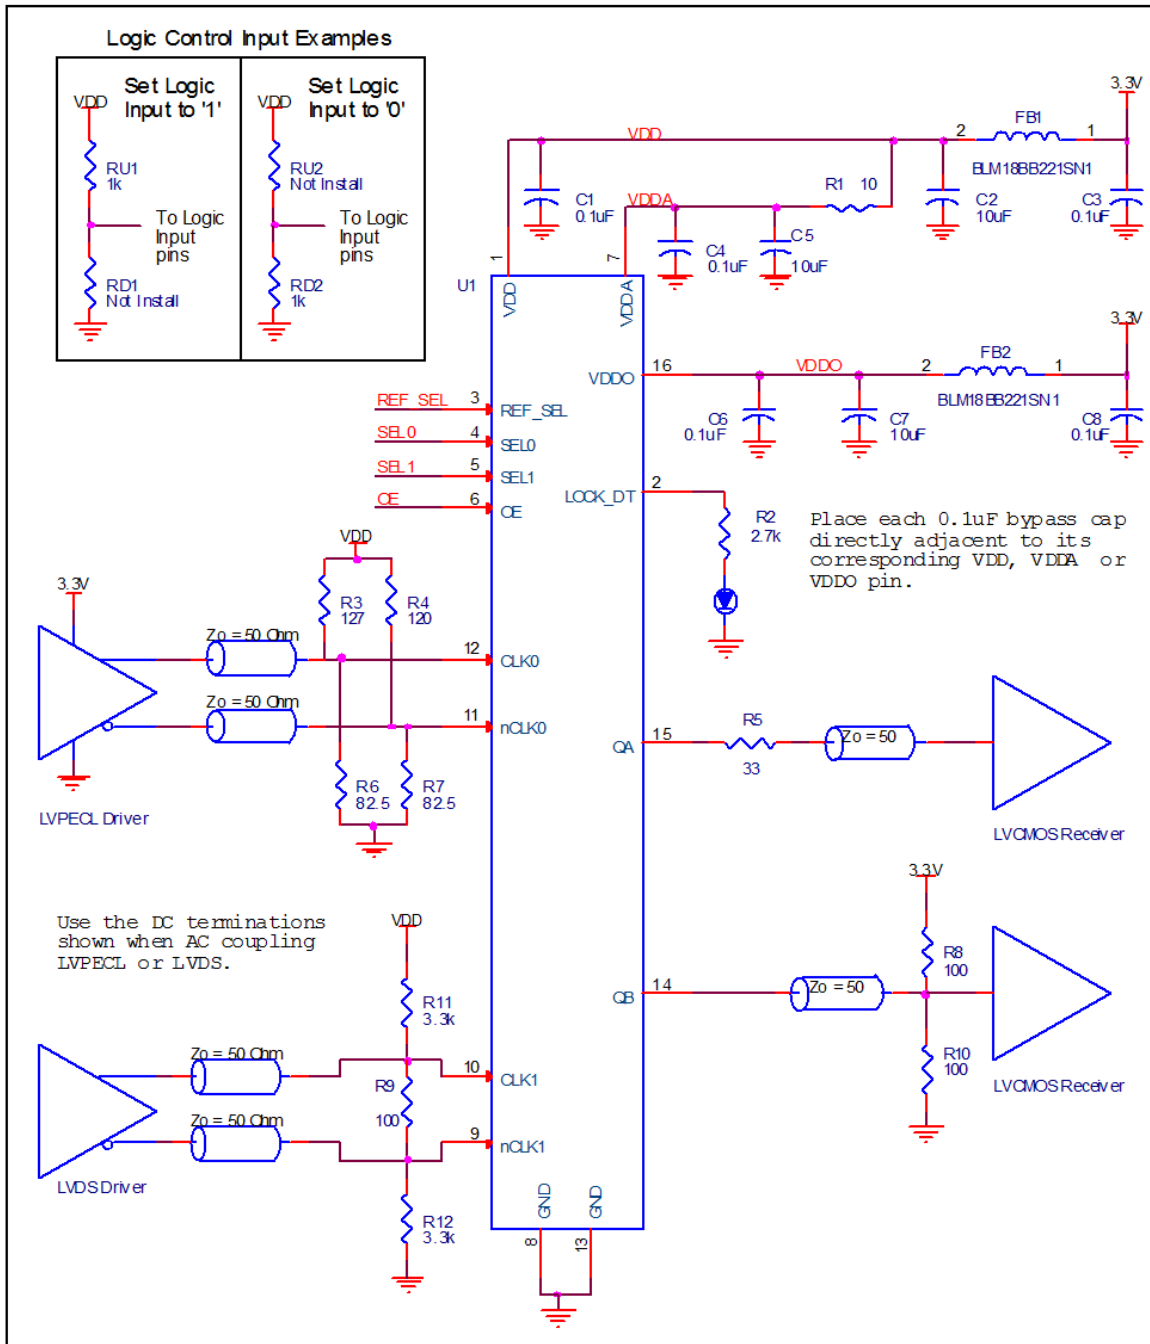 Logic Control Input Examples
Set Logic
Input to '1'
VDD
RU1
1k
To Logic
Input
pins
RD1
Not Install
Set Logic
Input to '0'
VDD
RU2
Not Install
To Logic
Input
pins
RD2
1k
3.3V
VDD
2
FB1
1
BLM18BB221SN1
C1
0.1uF
VDDA
R1 10
C2
10uF
C3
0.1uF
C4
0.1uF
C5
10uF
1
7
U1
VDD
VDDA
3.3V
16
VDDO
VDDO
2
FB2
1
BLM18BB221SN1
C6
0.1uF
C7
10uF
C8
0.1uF
REF_SEL
3
REF_SEL
SEL0
4
SEL0
SEL1
5
SEL1
OE
6
OE
2
LOCK_DT
R2
2.7k
Place each 0.1uF bypass cap
directly adjacent to its
corresponding VDD, VDDA or
VDDO pin.
VDD
3.3V
R3
127
R4
120
Zo = 50 Ohm
12
CLK0
Zo = 50 Ohm
11
nCLK0
R6
82.5
R7
82.5
LVPECL Driver
15
QA
R5
33
Zo = 50
LVCMOS Receiver
3.3V
R8
100
14
QB
Zo = 50
R10
100
LVCMOS Receiver
Use the DC terminations
shown when AC coupling
LVPECL or LVDS.
VDD
R11
3.3k
Zo = 50 Ohm
10
CLK1
R9
100
Zo = 50 Ohm
9
nCLK1
LVDS Driver
R12
3.3k
GND
GND
8
13